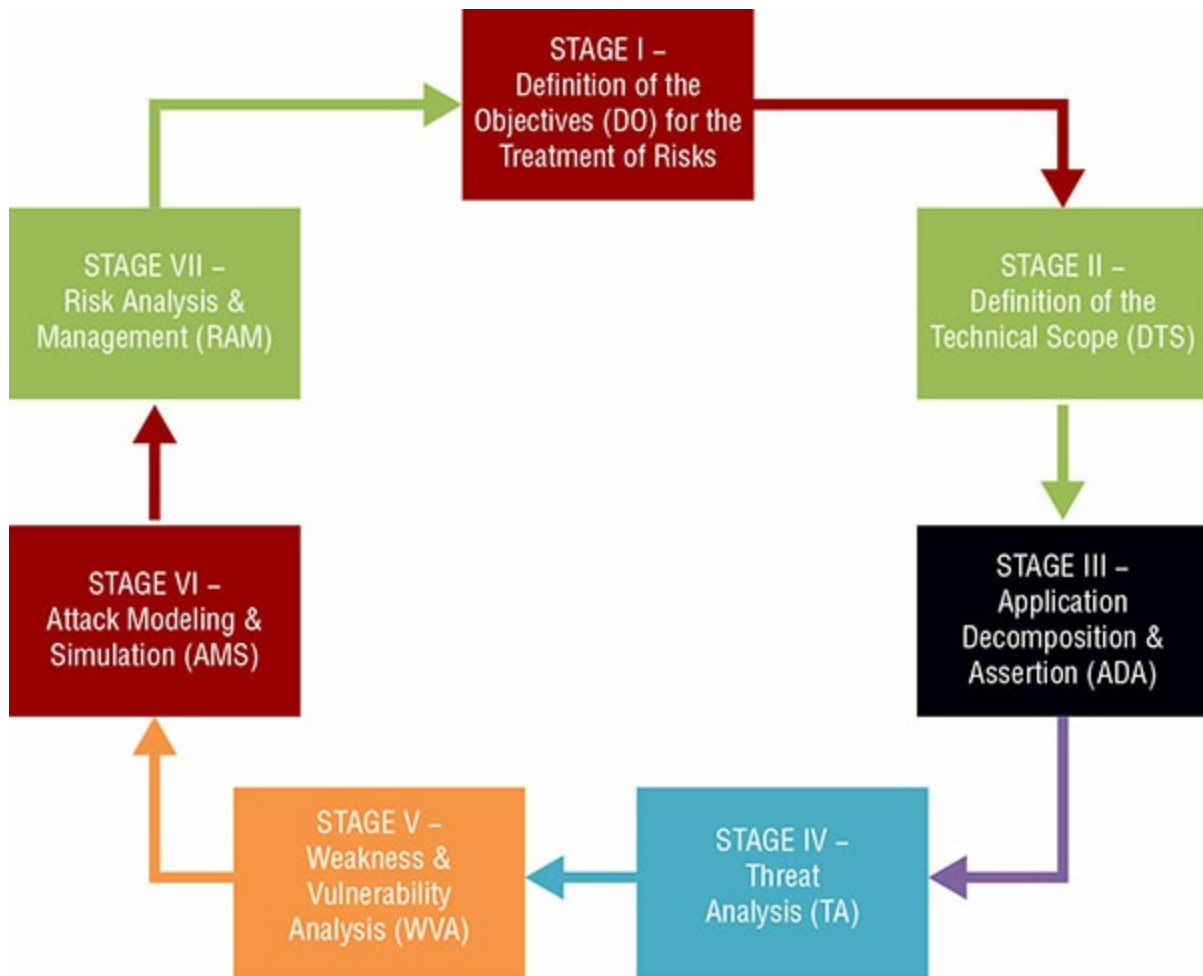 STAGE I –
Definition of the
Objectives (DO) for the
Treatment of Risks
STAGE II –
Definition of the
Technical Scope (DTS)
STAGE III –
Application
Decomposition &
Assertion (ADA)
STAGE IV –
Threat
Analysis (TA)
STAGE V –
Weakness &
Vulnerability
Analysis (WVA)
STAGE VI –
Attack Modeling &
Simulation (AMS)
STAGE VII –
Risk Analysis &
Management (RAM)